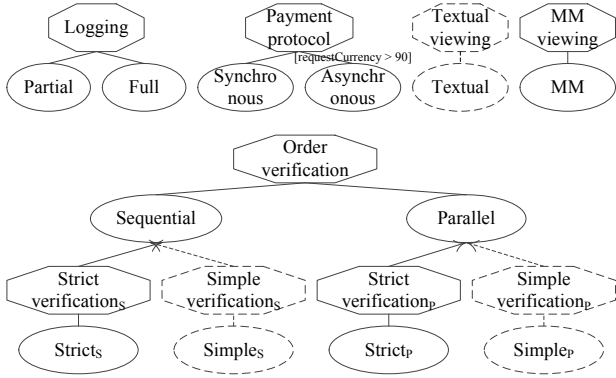 Logging
Payment
protocol
Textual
viewing
MM
viewing
[requestCurrency > 90]
Partial
Full
Synchro
nous
Asynchr
onous
Textual
MM
Order
verification
Sequential
Parallel
Strict
verificationS
Simple
verificationS
Strict
verificationP
Simple
verificationP
StrictS
SimpleS
StrictP
SimpleP